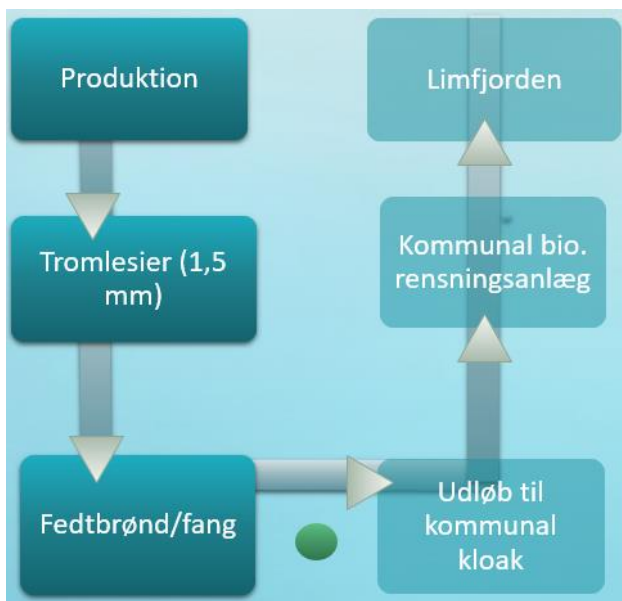 Produktion
Tromlesier (1,5
mm)
Fedtbrønd/fang
Udløb til
kommunal
kloak
Kommunal bio.
rensningsanlæg
Limfjorden